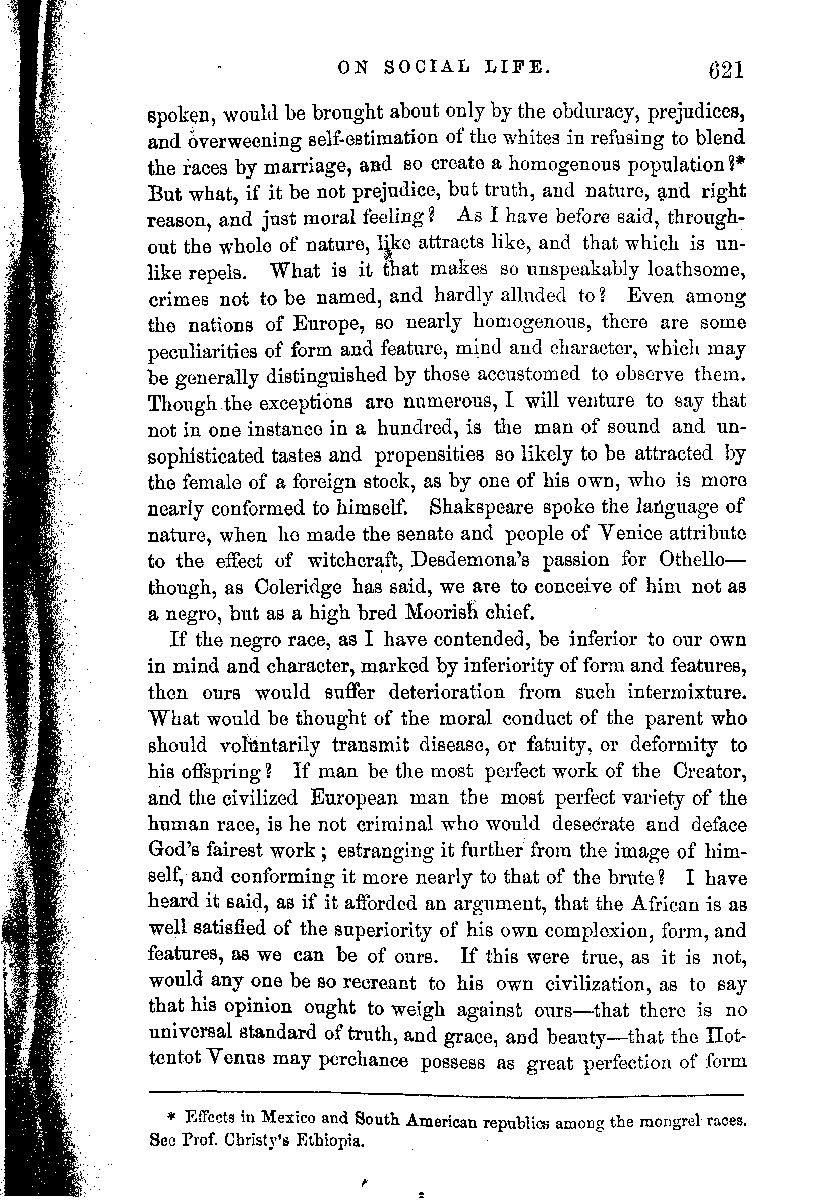 ON SOCIAL LIFE. 621
spoken, would be brought about only by the obduracy, prejudices,
and overweening self-estimation of the whites in refusing to blend
the races by marriage, and so create a homogenous population?*
But what, if it be not prejudice, but truth, and nature, and right
reason, and just moral feeling? As I have before said, through-
out the whole of nature, like attracts like, and that which is un-
like repels. What is it that makes so unspeakably loathsome,
crimes not to be named, and hardly alluded to? Even among
the nations of Europe, so nearly homogenous, there are some
peculiarities of form and feature, mind and character, which may
be generally distinguished by those accustomed to observe them.
Though the exceptions are numerous, I will venture to say that
not in one instance in a hundred, is the man of sound and un-
sophisticated tastes and propensities so likely to be attracted by
the female of a foreign stock, as by one of his own, who is more
nearly conformed to himself. Shakspeare spoke the language of
nature, when he made the senate and people of Venice attribute
to the effect of witchcraft, Desdemona's passion for Othello—
though, as Coleridge has said, we are to conceive of him not as
a negro, but as a high bred Moorish chief.
If the negro race, as I have contended, be inferior to our own
in mind and character, marked by inferiority of form and features,
then ours would suffer deterioration from such intermixture.
What would be thought of the moral conduct of the parent who
should voluntarily transmit disease, or fatuity, or deformity to
his offspring? If man be the most perfect work of the Creator,
and the civilized European man the most perfect variety of the
human race, is he not criminal who would desecrate and deface
God's fairest work; estranging it further from the image of him-
self, and conforming it more nearly to that of the brute? I have
heard it said, as if it afforded an argument, that the African is as
well satisfied of the superiority of his own complexion, form, and
features, as we can be of ours. If this were true, as it is not,
would any one be so recreant to his own civilization, as to say
that his opinion ought to weigh against ours—that there is no
universal standard of truth, and grace, and beauty—that the Hot-
tentot Venus may perchance possess as great perfection of form
* Effects in Mexico and South American republics among the mongrel races.
See Prof. Christy's Ethiopia.